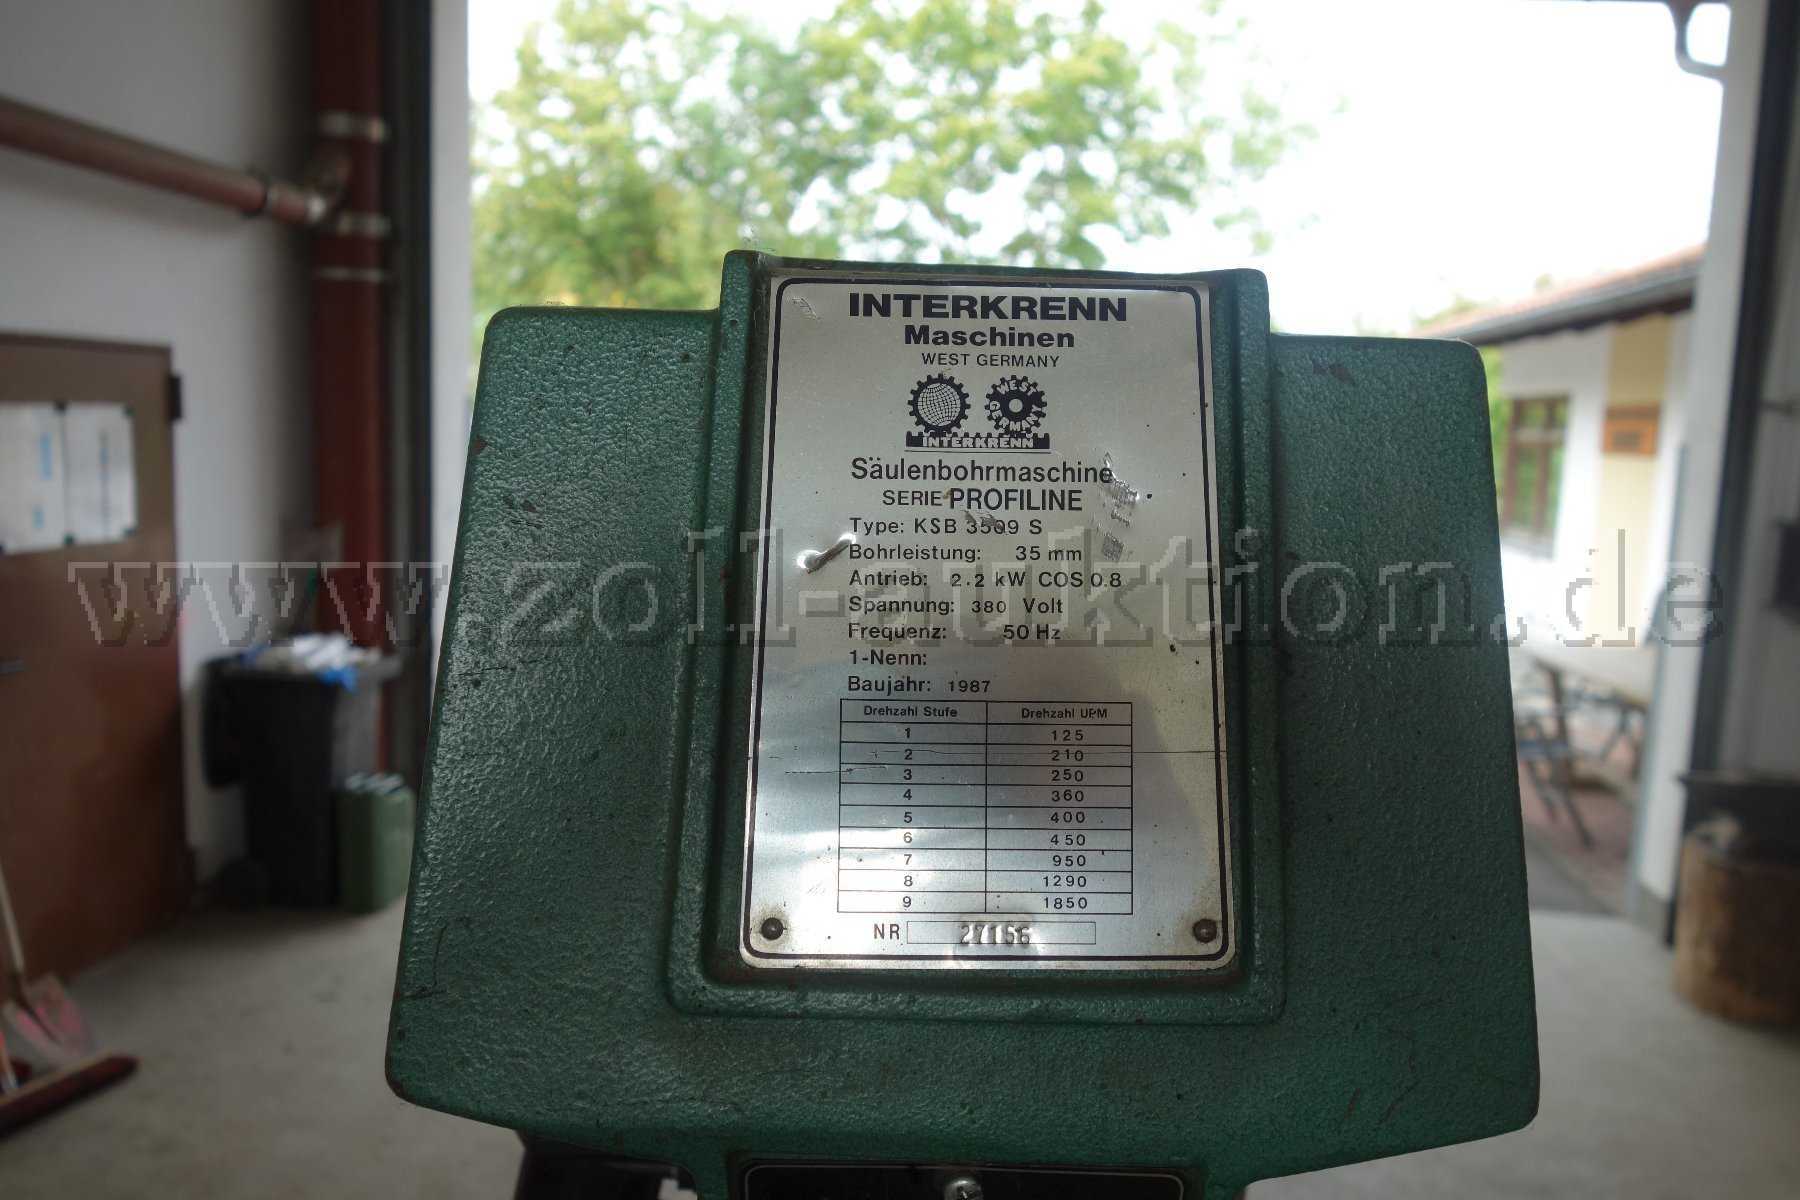 INTERKRENN
Maschinen
WEST GERMANY
WEST GERMANY
INTERKRENN
Säulenbohrmaschine
SERIE PROFILINE
Type: KSB 3509 S
Bohrleistung: 35 mm
Antrieb: 2.2 kW COS 0.8
Spannung: 380 Volt
Frequenz: 50 Hz
1-Nenn:
Baujahr: 1987
Drehzahl Stufe Drehzahl UPM
1 125
2 210
3 250
4 360
5 400
6 450
7 950
8 1290
9 1850
NR 27156
www.zoll-auktion.de